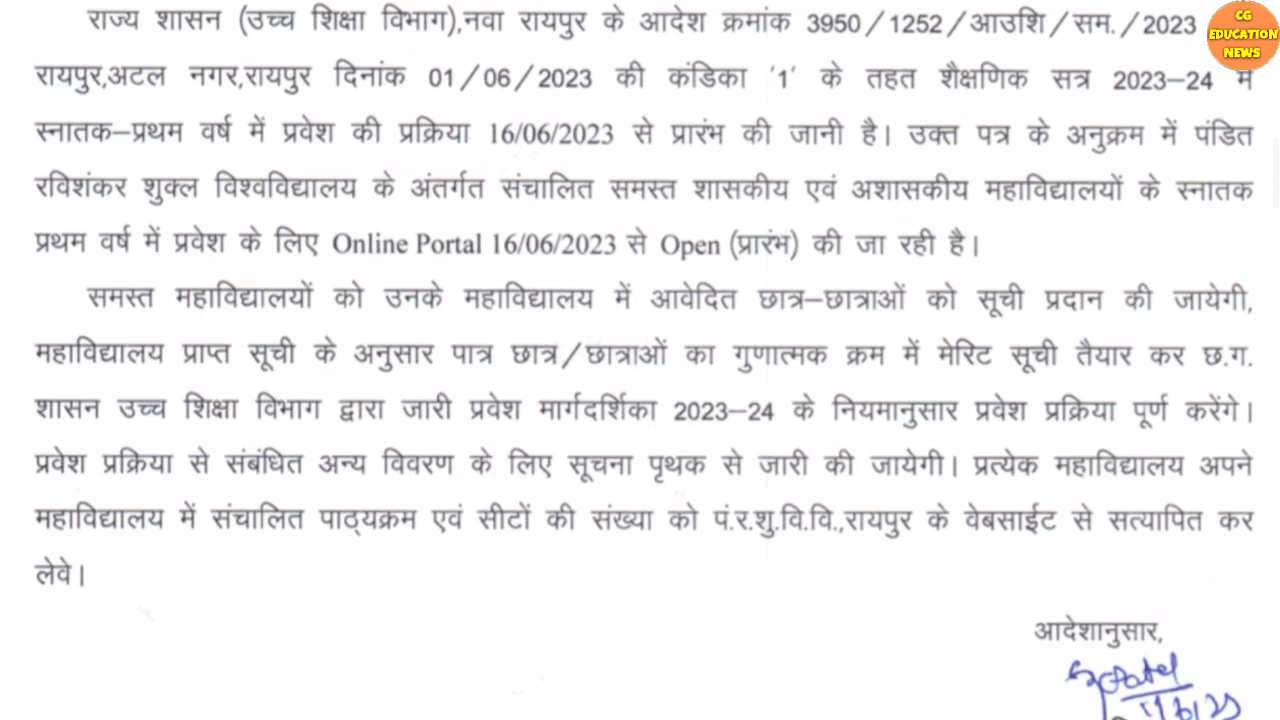 राज्य शासन (उच्च शिक्षा विभाग),नवा रायपुर के आदेश क्रमांक 3950/1252/आउशि/सम./2023
रायपुर,अटल नगर,रायपुर दिनांक 01/06/2023 की कंडिका '1' के तहत शैक्षणिक सत्र 2023–24 में
स्नातक–प्रथम वर्ष में प्रवेश की प्रक्रिया 16/06/2023 से प्रारंभ की जानी है। उक्त पत्र के अनुक्रम में पंडित
रविशंकर शुक्ल विश्वविद्यालय के अंतर्गत संचालित समस्त शासकीय एवं अशासकीय महाविद्यालयों के स्नातक
प्रथम वर्ष में प्रवेश के लिए Online Portal 16/06/2023 से Open (प्रारंभ) की जा रही है।
समस्त महाविद्यालयों को उनके महाविद्यालय में आवेदित छात्र–छात्राओं को सूची प्रदान की जायेगी,
महाविद्यालय प्राप्त सूची के अनुसार पात्र छात्र/छात्राओं का गुणात्मक क्रम में मेरिट सूची तैयार कर छ.ग.
शासन उच्च शिक्षा विभाग द्वारा जारी प्रवेश मार्गदर्शिका 2023–24 के नियमानुसार प्रवेश प्रक्रिया पूर्ण करेंगे।
प्रवेश प्रक्रिया से संबंधित अन्य विवरण के लिए सूचना पृथक से जारी की जायेगी। प्रत्येक महाविद्यालय अपने
महाविद्यालय में संचालित पाठ्यक्रम एवं सीटों की संख्या को पं.र.शु.वि.वि.,रायपुर के वेबसाईट से सत्यापित कर
लेवे।
आदेशानुसार,
CG
EDUCATION
NEWS